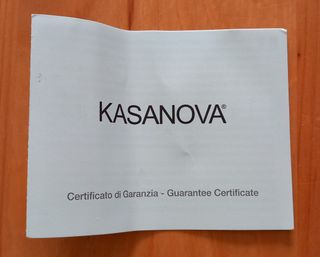 KASANOVA®
Certificato di Garanzia - Guarantee Certificate